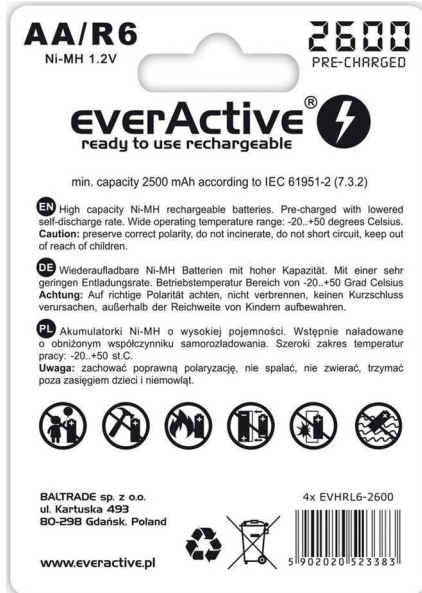 AA/R6
Ni-MH 1.2V
2600
PRE-CHARGED
everActive®
ready to use rechargeable
min. capacity 2500 mAh according to IEC 61951-2 (7.3.2)
EN High capacity Ni-MH rechargeable batteries. Pre-charged with lowered
self-discharge rate. Wide operating temperature range: -20..+50 degrees Celsius.
Caution: preserve correct polarity, do not incinerate, do not short circuit, keep out
of reach of children.
DE Wiederaufladbare Ni-MH Batterien mit hoher Kapazität. Mit einer sehr
geringen Entladungsrate. Betriebstemperatur Bereich von -20..+50 Grad Celsius
Achtung: Auf richtige Polarität achten, nicht verbrennen, keinen Kurzschluss
verursachen, außerhalb der Reichweite von Kindern aufbewahren.
PL Akumulatorki Ni-MH o wysokiej pojemności. Wstępnie naładowane
o obniżonym współczynniku samorozładowania. Szeroki zakres temperatur
pracy: -20..+50 st.C.
Uwaga: zachować poprawną polaryzację, nie spalać, nie zwierać, trzymać
poza zasięgiem dzieci i niemowląt.
BALTRADE sp. z o.o.
ul. Kartuska 493
80-298 Gdańsk. Poland
www.everactive.pl
4x EVHRL6-2600
5 902020 523383